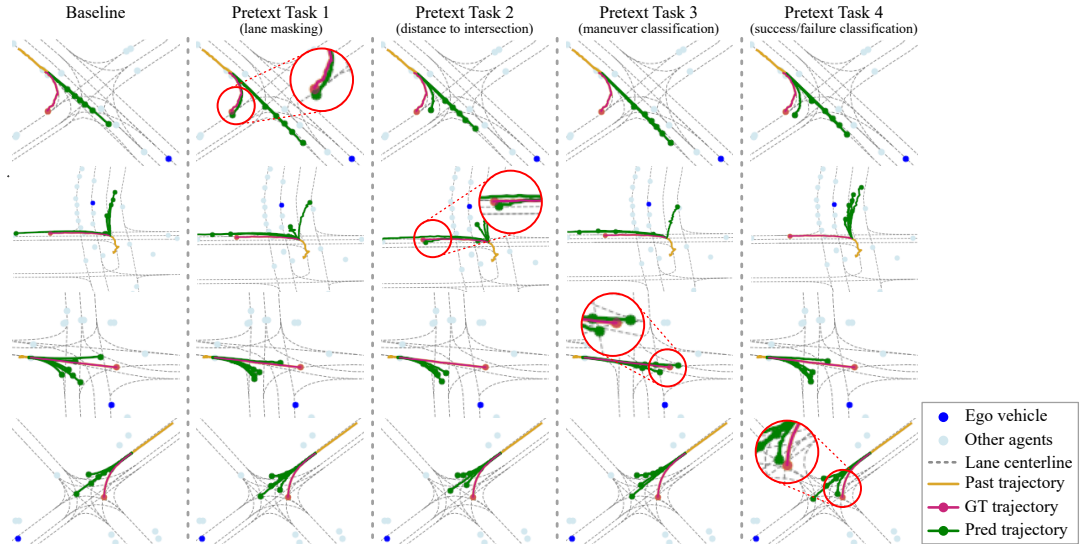 Baseline
Pretext Task 1
(lane masking)
Pretext Task 2
(distance to intersection)
Pretext Task 3
(maneuver classification)
Pretext Task 4
(success/failure classification)
Ego vehicle
Other agents
Lane centerline
Past trajectory
GT trajectory
Pred trajectory